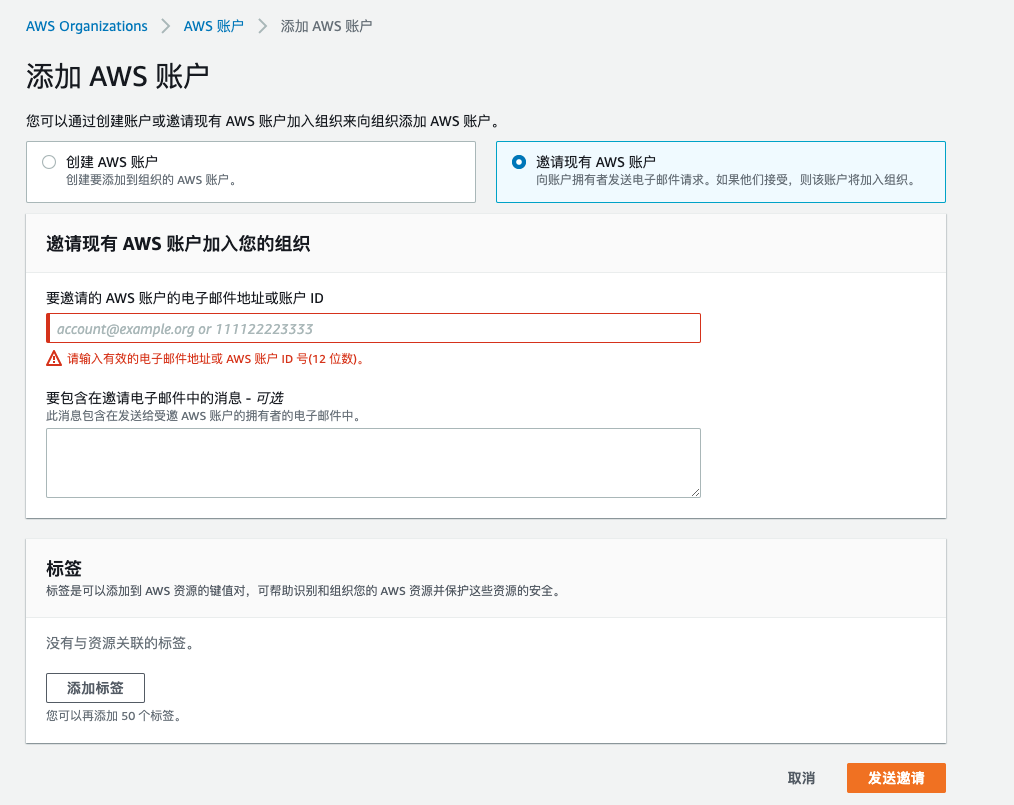 AWS Organizations > AWS 账户 > 添加 AWS 账户
添加 AWS 账户
您可以通过创建账户或邀请现有 AWS 账户加入组织来向组织添加 AWS 账户。
创建 AWS 账户
创建要添加到组织的 AWS 账户。
邀请现有 AWS 账户
向账户拥有者发送电子邮件请求。如果他们接受，则该账户将加入组织。
邀请现有 AWS 账户加入您的组织
要邀请的 AWS 账户的电子邮件地址或账户 ID
account@example.org or 111122223333
请输入有效的电子邮件地址或 AWS 账户 ID 号(12 位数)。
要包含在邀请电子邮件中的消息 - 可选
此消息包含在发送给受邀 AWS 账户的拥有者的电子邮件中。
标签
标签是可以添加到 AWS 资源的键值对，可帮助识别和组织您的 AWS 资源并保护这些资源的安全。
没有与资源关联的标签。
添加标签
您可以再添加 50 个标签。
取消 发送邀请